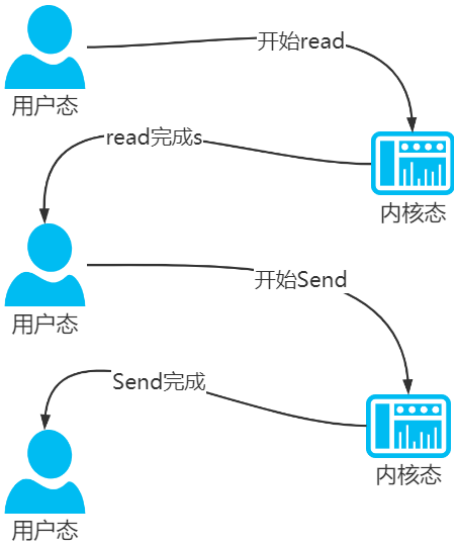 开始read
用户态
read完成s
内核态
用户态
开始Send
Send完成
内核态
用户态